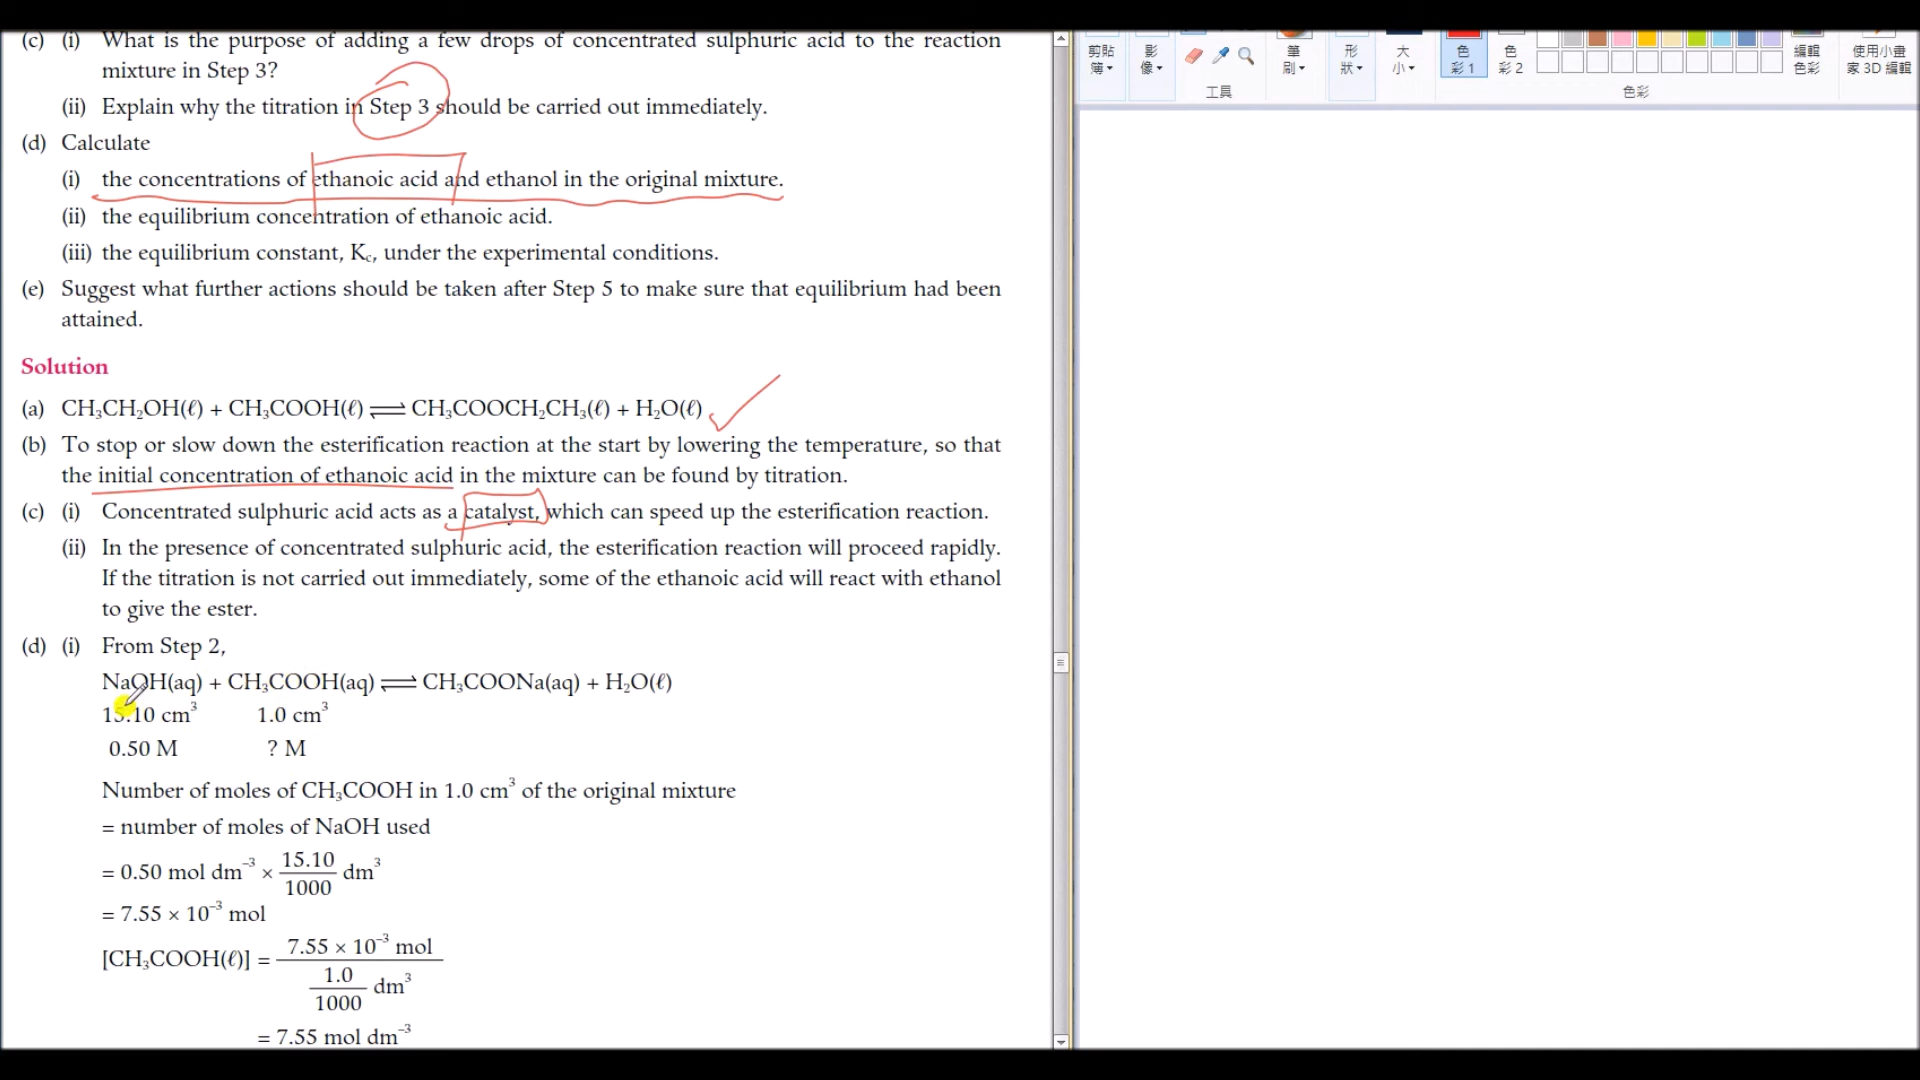 (c) (i) What is the purpose of adding a few drops of concentrated sulphuric acid to the reaction
mixture in Step 3?
(ii) Explain why the titration in Step 3 should be carried out immediately.
(d) Calculate
(i) the concentrations of ethanoic acid and ethanol in the original mixture.
(ii) the equilibrium concentration of ethanoic acid.
(iii) the equilibrium constant, Kc, under the experimental conditions.
(e) Suggest what further actions should be taken after Step 5 to make sure that equilibrium had been
attained.
Solution
(a) CH₃CH₂OH(ℓ) + CH₃COOH(ℓ) ⇌ CH₃COOCH₂CH₃(ℓ) + H₂O(ℓ)
(b) To stop or slow down the esterification reaction at the start by lowering the temperature, so that
the initial concentration of ethanoic acid in the mixture can be found by titration.
(c) (i) Concentrated sulphuric acid acts as a catalyst, which can speed up the esterification reaction.
(ii) In the presence of concentrated sulphuric acid, the esterification reaction will proceed rapidly.
If the titration is not carried out immediately, some of the ethanoic acid will react with ethanol
to give the ester.
(d) (i) From Step 2,
NaOH(aq) + CH₃COOH(aq) ⇌ CH₃COONa(aq) + H₂O(ℓ)
15.10 cm³ 1.0 cm³
0.50 M ? M
Number of moles of CH₃COOH in 1.0 cm³ of the original mixture
= number of moles of NaOH used
= 0.50 mol dm⁻³ × 15.10/1000 dm³
= 7.55 × 10⁻³ mol
[CH₃COOH(ℓ)] = 7.55 × 10⁻³ mol / 1.0/1000 dm³
= 7.55 mol dm⁻³
剪貼簿
影像
工具
筆刷
形狀
大小
色彩 1
色彩 2
編輯色彩
色彩
使用小畫家 3D 編輯